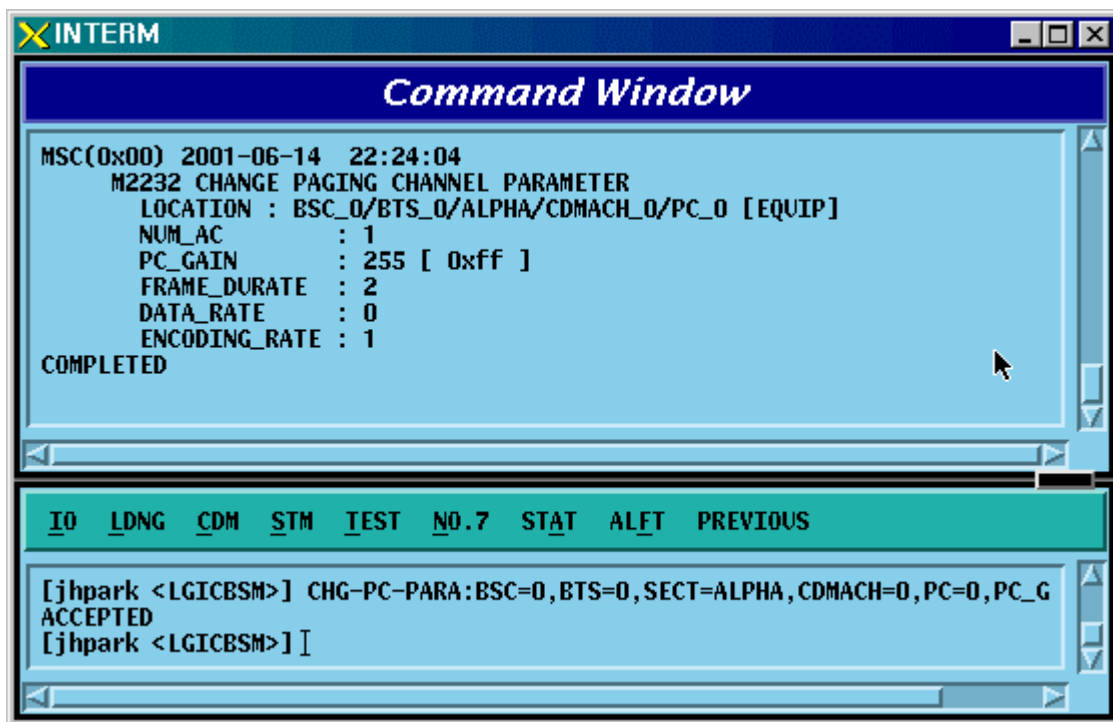 INTERM
Command Window
MSC(0x00) 2001-06-14 22:24:04
M2232 CHANGE PAGING CHANNEL PARAMETER
LOCATION : BSC_0/BTS_0/ALPHA/CDMACH_0/PC_0 [EQUIP]
NUM_AC : 1
PC_GAIN : 255 [ 0xff ]
FRAME_DURATE : 2
DATA_RATE : 0
ENCODING_RATE : 1
COMPLETED
IO LDNG CDM STM TEST NO.7 STAT ALFT PREVIOUS
[jhpark <LGICBSM>] CHG-PC-PARA:BSC=0,BTS=0,SECT=ALPHA,CDMACH=0,PC=0,PC_G
ACCEPTED
[jhpark <LGICBSM>]